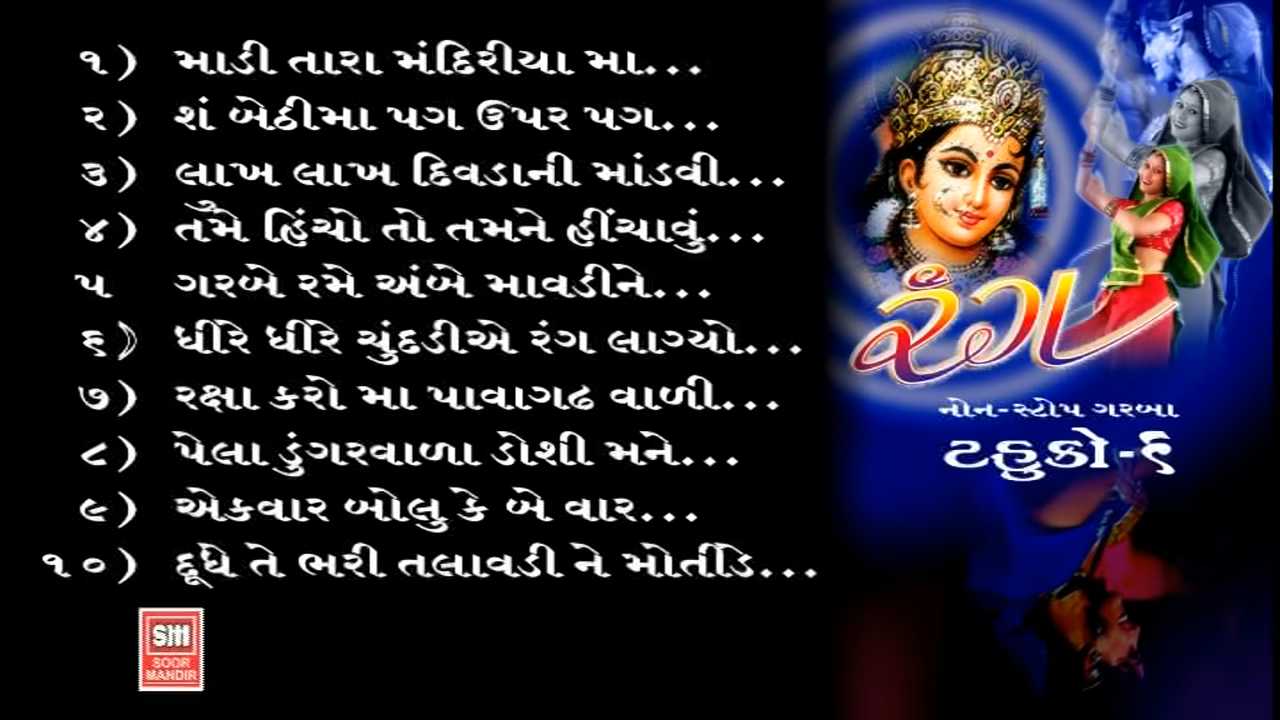 ૧) માડી તારા મંદિરીયા મા...
૨) શં બેઠીમા પગ ઉપર પગ...
૩) લાખ લાખ દિવડાની માંડવી...
૪) તમે હિંચો તો તમને હીંચાવું...
૫ ગરબે રમે અંબે માવડીને...
૬) ધીરે ધીરે ચુંદડીએ રંગ લાગ્યો...
૭) રક્ષા કરો મા પાવાગઢ વાળી...
૮) પેલા ડુંગરવાળા ડોશી મને...
૯) એકવાર બોલુ કે બે વાર...
૧૦) દૂધે તે ભરી તલાવડી ને મોતીંડે...
રંગ
નોન-સ્ટોપ ગરબા
ટહુકો-૬
SM
SOOR
MANDIR